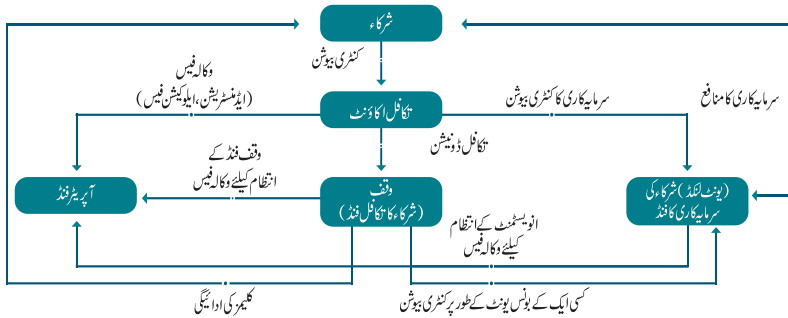 شرکاء
کنٹری بیوشن
وکالہ فیس
(ایڈمنسٹریشن، ایلوکیشن فیس)
سرمایہ کاری کا کنٹری بیوشن
سرمایہ کاری کا منافع
تکافل اکاؤنٹ
تکافل ڈونیشن
وقف فنڈ کے
انتظام کیلئے وکالہ فیس
آپریٹر فنڈ
وقف
(شرکاء کا تکافل فنڈ)
(یونٹ لنکڈ) شرکاء کی
سرمایہ کاری کا فنڈ
انویسٹمنٹ کے انتظام
کیلئے وکالہ فیس
کلیمز کی ادائیگی
کسی ایک کے بونس یونٹ کے طور پر کنٹری بیوشن